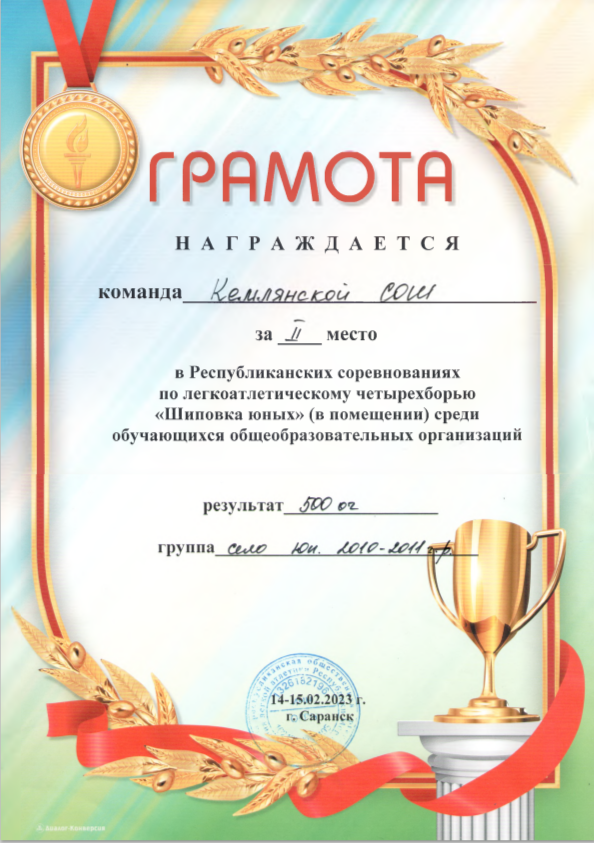 ГРАМОТА
НАГРАЖДАЕТСЯ
команда Кемлянской СОШ
за II место
в Республиканских соревнованиях
по легкоатлетическому четырехборью
«Шиповка юных» (в помещении) среди
обучающихся общеобразовательных организаций
результат 500 оч
группа село юн. 2010-2011 г.р.
14-15.02.2023 г.
г. Саранск